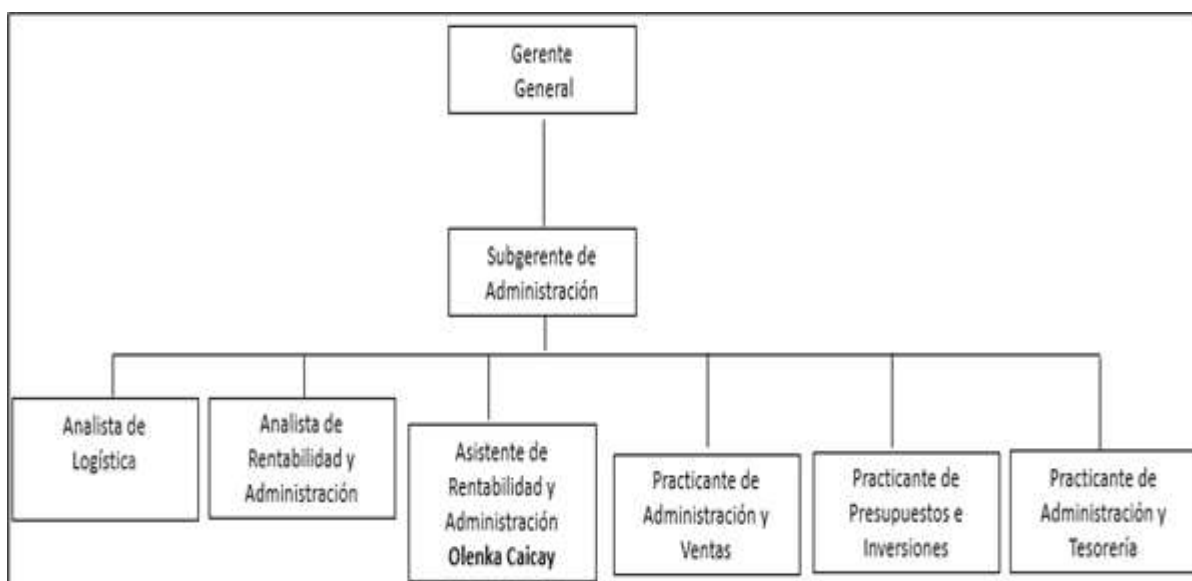 Gerente
General
Subgerente de
Administración
Analista de
Logística
Analista de
Rentabilidad y
Administración
Asistente de
Rentabilidad y
Administración
Olenka Caicay
Practicante de
Administración y
Ventas
Practicante de
Presupuestos e
Inversiones
Practicante de
Administración y
Tesorería